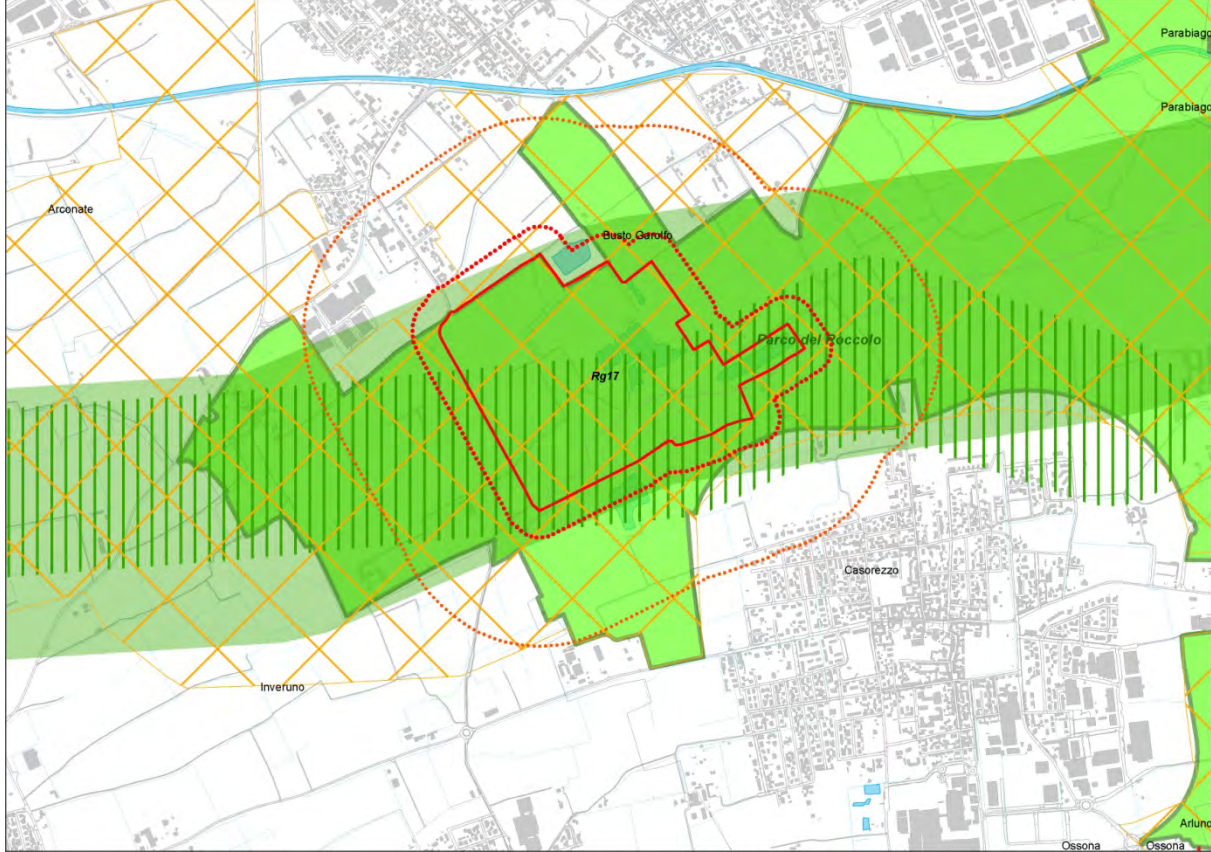 Parabiago
Parabiago
Arconate
Busto Garolfo
Parco del Roccolo
Rg17
Casorezzo
Inveruno
Arluno
Ossona
Ossona